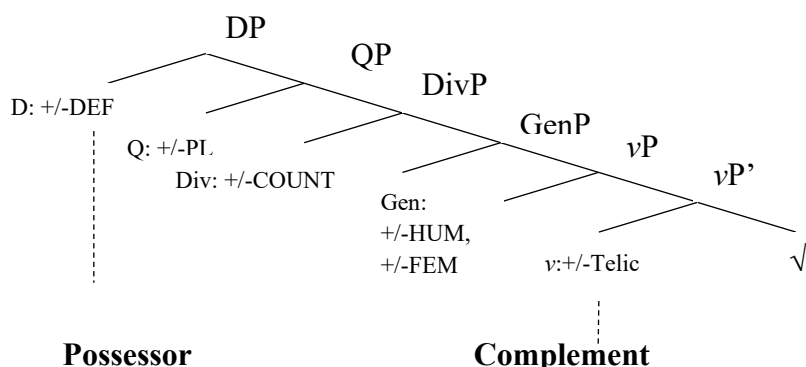 DP
QP
D: +/-DEF
DivP
Q: +/-PL
GenP
Div: +/-COUNT
vP
vP’
Gen:
+/-HUM,
+/-FEM
v:+/-Telic
√
Possessor
Complement